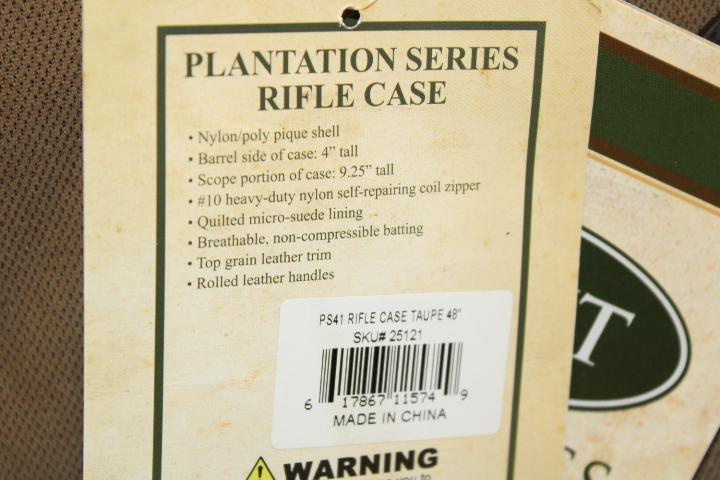 PLANTATION SERIES
RIFLE CASE
• Nylon/poly pique shell
• Barrel side of case: 4” tall
• Scope portion of case: 9.25” tall
• #10 heavy-duty nylon self-repairing coil zipper
• Quilted micro-suede lining
• Breathable, non-compressible batting
• Top grain leather trim
• Rolled leather handles
PS41 RIFLE CASE TAUPE 48"
SKU# 25121
6 17867 11574 9
MADE IN CHINA
WARNING
T